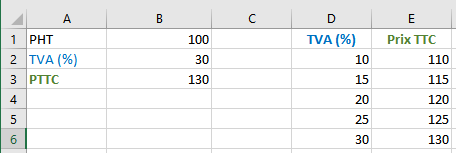 A B C D E
1 PHT 100 TVA (%) Prix TTC
2 TVA (%) 30 10 110
3 PTTC 130 15 115
4 20 120
5 25 125
6 30 130